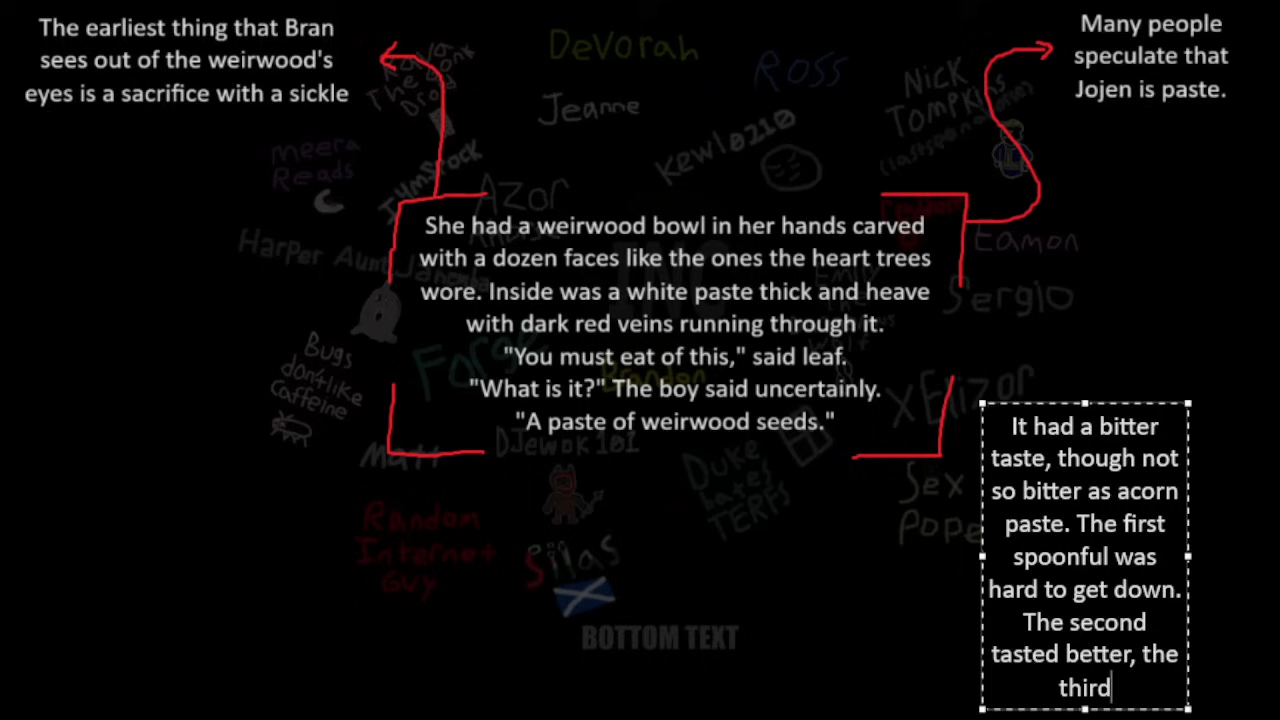 The earliest thing that Bran
sees out of the weirwood's
eyes is a sacrifice with a sickle
Many people
speculate that
Jojen is paste.
DeVorah
Ross
Nick
Tompkins
Jeanne
Kewl0210
Meera
Reads
Azor
Harper
Aunt
Eamon
Sergio
She had a weirwood bowl in her hands carved
with a dozen faces like the ones the heart trees
wore. Inside was a white paste thick and heave
with dark red veins running through it.
"You must eat of this," said leaf.
"What is it?" The boy said uncertainly.
"A paste of weirwood seeds."
Forge
Brandon
xElizor
Bugs
don't like
Caffeine
Matt
DJewok181
Duke
hates
TERFS
Sex
Pope
Random
Internet
Guy
Silas
BOTTOM TEXT
It had a bitter
taste, though not
so bitter as acorn
paste. The first
spoonful was
hard to get down.
The second
tasted better, the
third